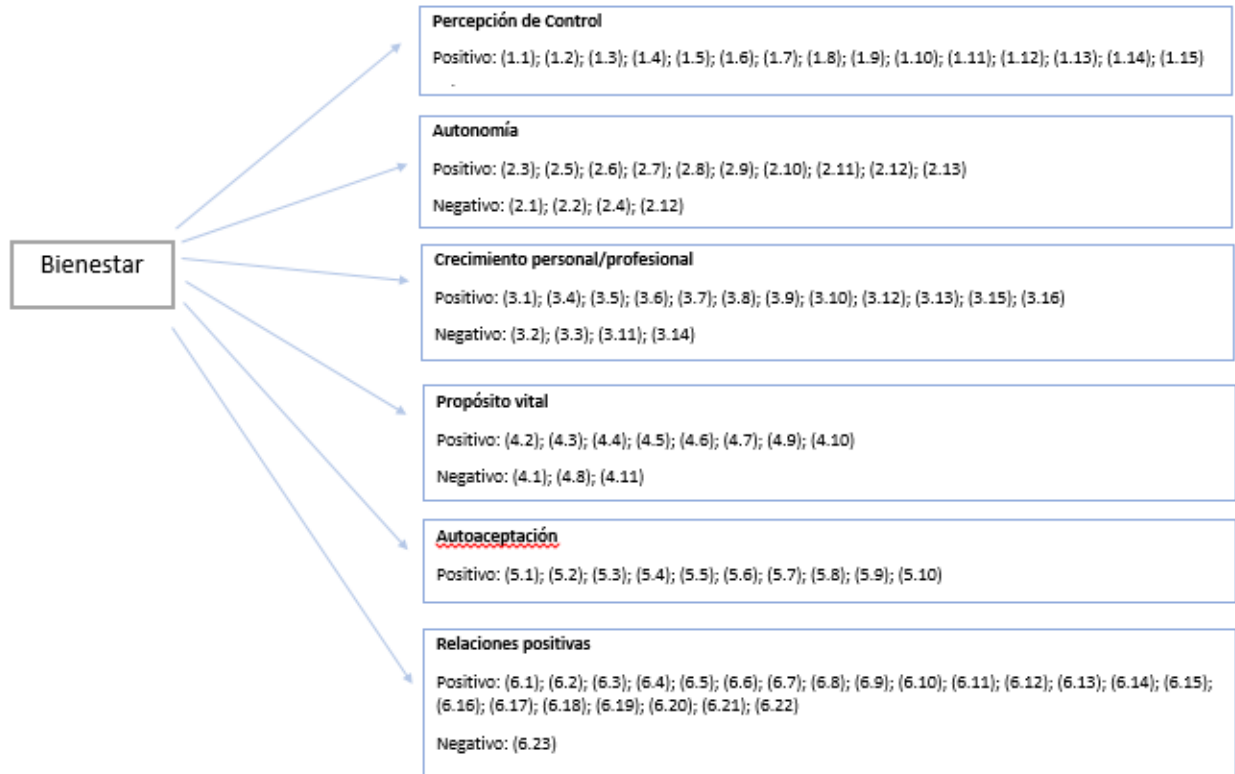 Bienestar
Percepción de Control
Positivo: (1.1); (1.2); (1.3); (1.4); (1.5); (1.6); (1.7); (1.8); (1.9); (1.10); (1.11); (1.12); (1.13); (1.14); (1.15)
.
Autonomía
Positivo: (2.3); (2.5); (2.6); (2.7); (2.8); (2.9); (2.10); (2.11); (2.12); (2.13)
Negativo: (2.1); (2.2); (2.4); (2.12)
Crecimiento personal/profesional
Positivo: (3.1); (3.4); (3.5); (3.6); (3.7); (3.8); (3.9); (3.10); (3.12); (3.13); (3.15); (3.16)
Negativo: (3.2); (3.3); (3.11); (3.14)
Propósito vital
Positivo: (4.2); (4.3); (4.4); (4.5); (4.6); (4.7); (4.9); (4.10)
Negativo: (4.1); (4.8); (4.11)
Autoaceptación
Positivo: (5.1); (5.2); (5.3); (5.4); (5.5); (5.6); (5.7); (5.8); (5.9); (5.10)
Relaciones positivas
Positivo: (6.1); (6.2); (6.3); (6.4); (6.5); (6.6); (6.7); (6.8); (6.9); (6.10); (6.11); (6.12); (6.13); (6.14); (6.15);
(6.16); (6.17); (6.18); (6.19); (6.20); (6.21); (6.22)
Negativo: (6.23)